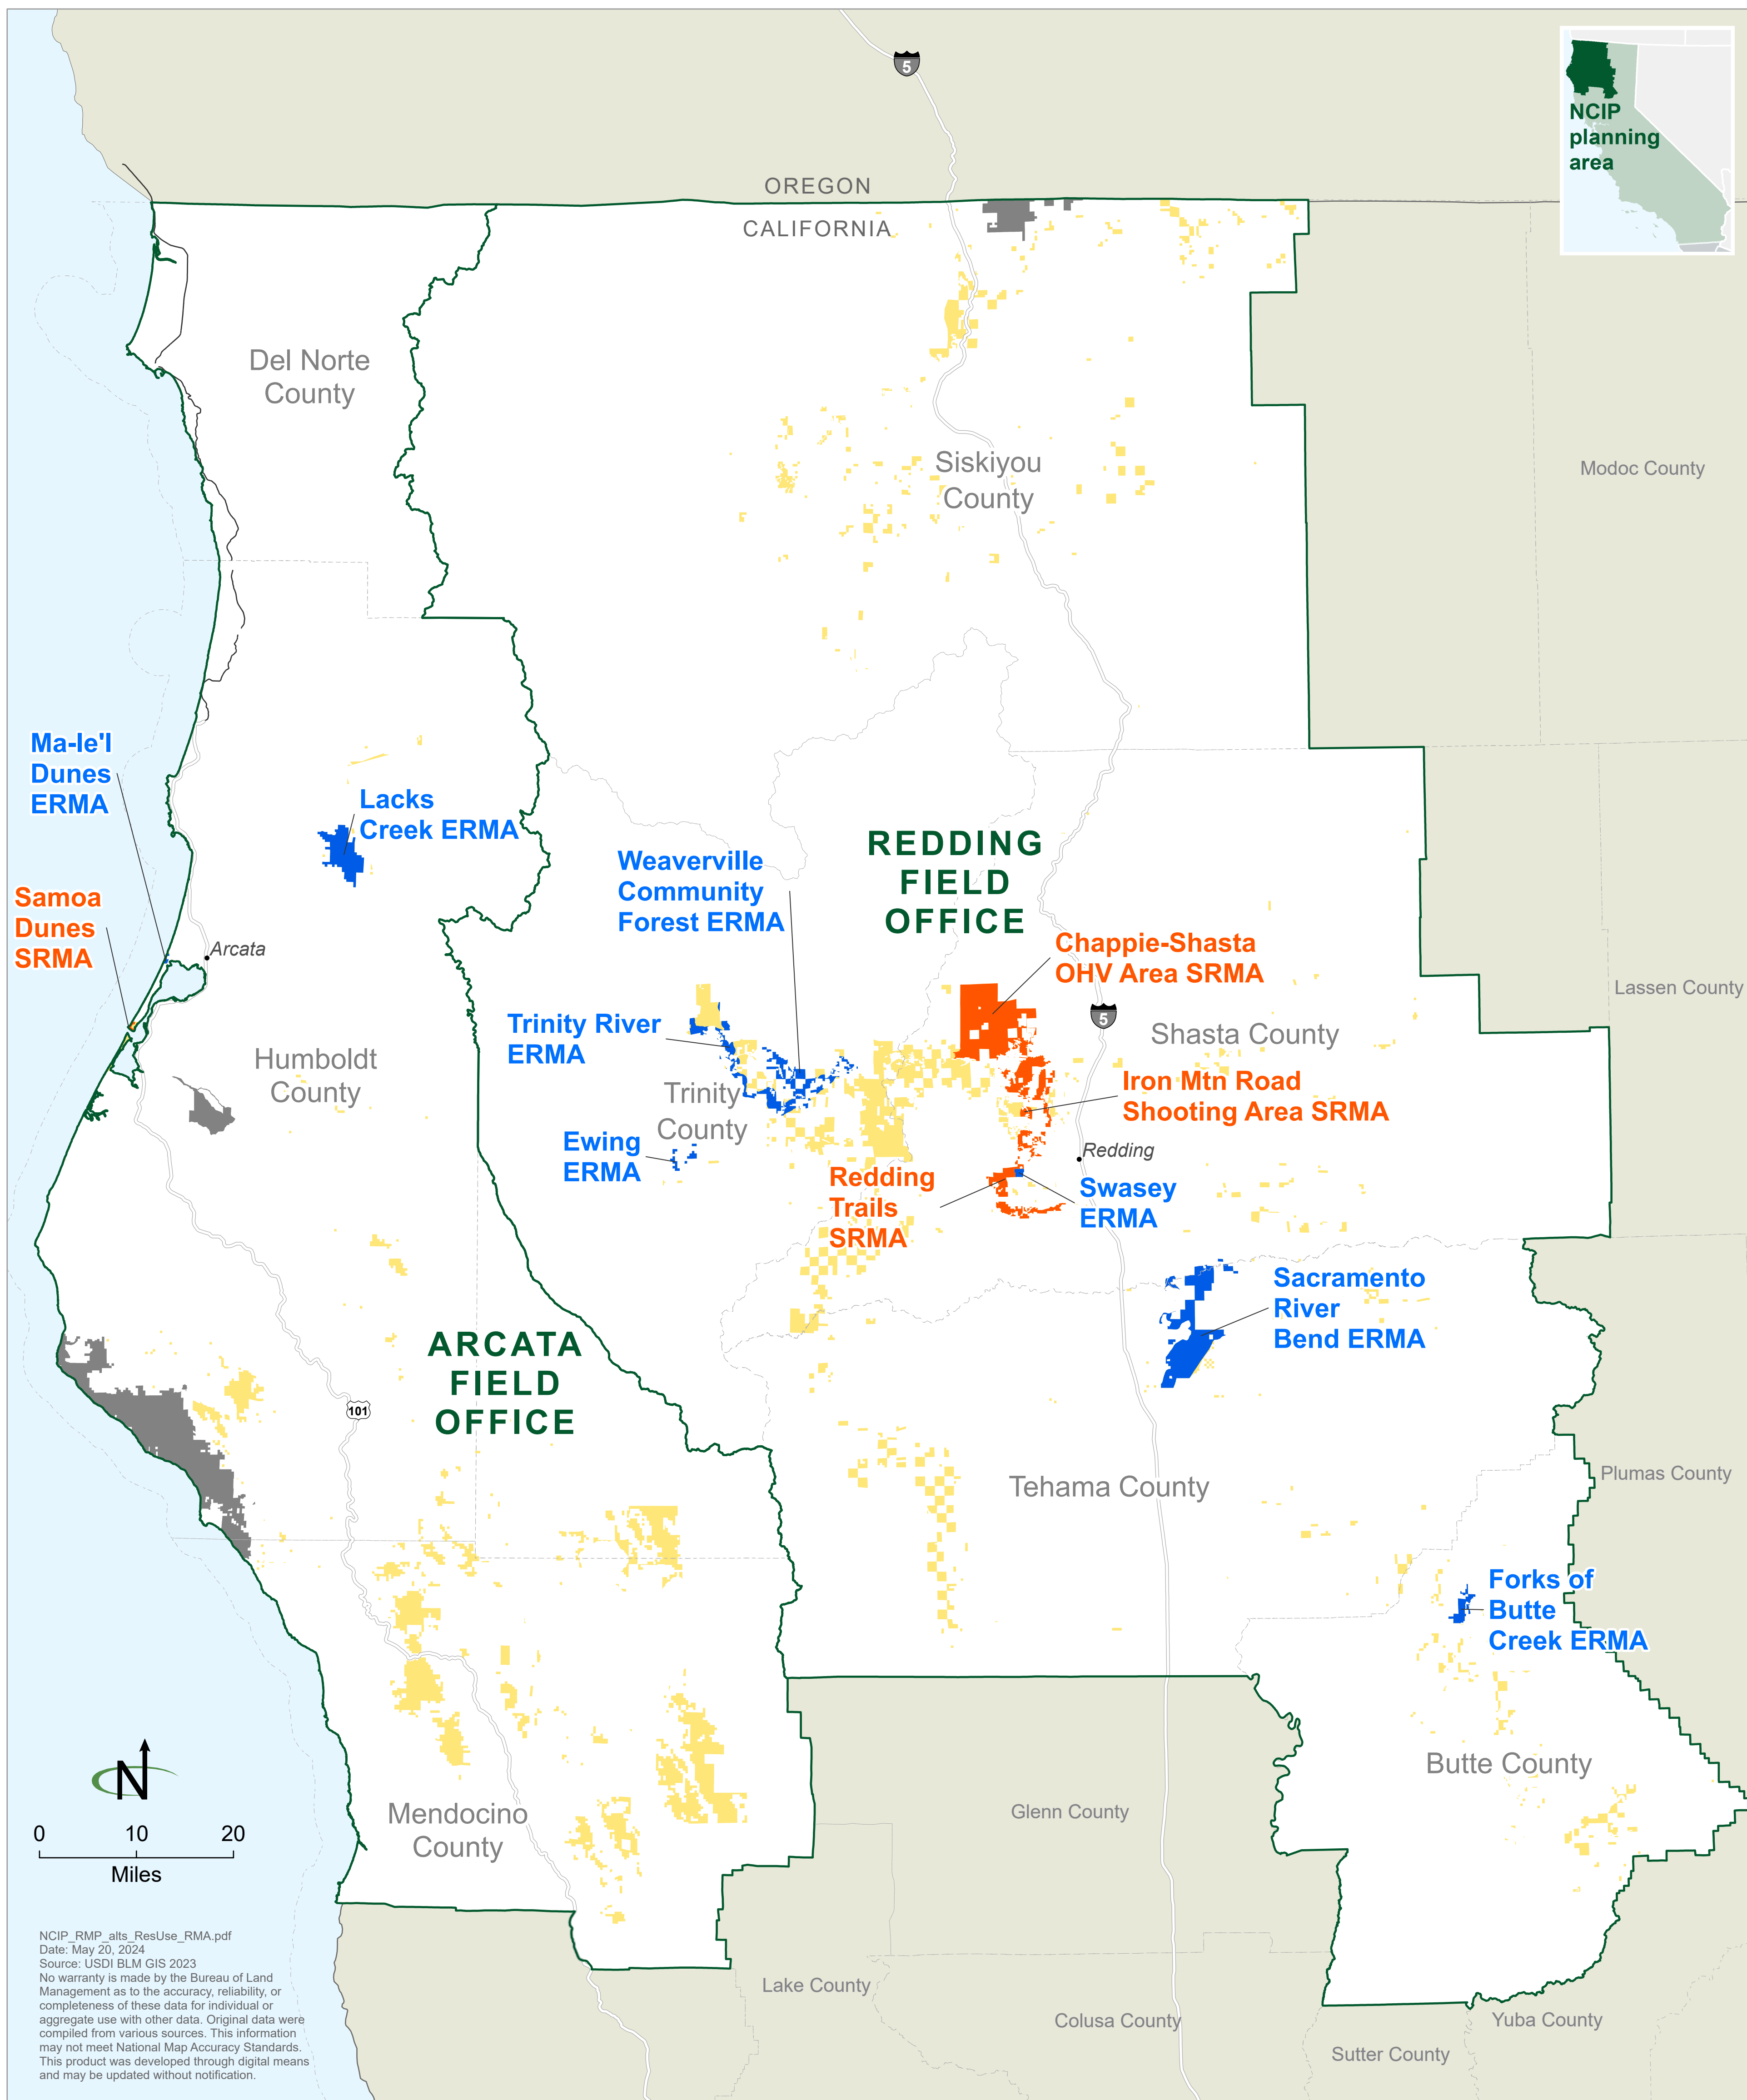 5
NCIP
planning
area
OREGON
CALIFORNIA
Del Norte
County
Siskiyou
County
Modoc County
Ma-le'l
Dunes
ERMA
Lacks
Creek ERMA
Weaverville
Community
Forest ERMA
REDDING
FIELD
OFFICE
Samoa
Dunes
SRMA
Arcata
Chappie-Shasta
OHV Area SRMA
Lassen County
5
Trinity River
ERMA
Shasta County
Humboldt
County
Trinity
County
Iron Mtn Road
Shooting Area SRMA
Ewing
ERMA
Redding
Redding
Trails
SRMA
Swasey
ERMA
Sacramento
River
Bend ERMA
ARCATA
FIELD
OFFICE
101
Tehama County
Plumas County
Forks of
Butte
Creek ERMA
N
Butte County
Mendocino
County
Glenn County
0 10 20
Miles
NCIP_RMP_alts_ResUse_RMA.pdf
Date: May 20, 2024
Source: USDI BLM GIS 2023
No warranty is made by the Bureau of Land
Management as to the accuracy, reliability, or
completeness of these data for individual or
aggregate use with other data. Original data were
compiled from various sources. This information
may not meet National Map Accuracy Standards.
This product was developed through digital means
and may be updated without notification.
Lake County
Colusa County
Yuba County
Sutter County